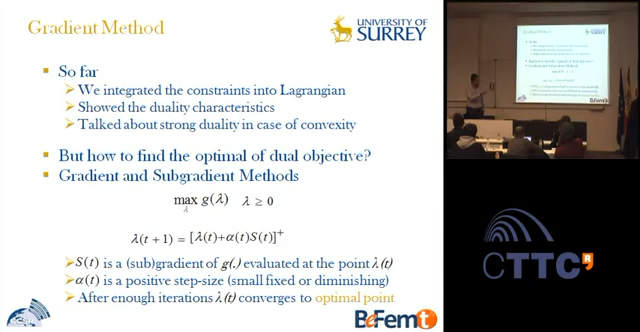 Gradient Method
UNIVERSITY OF
SURREY
• So far
➢ We integrated the constraints into Lagrangian
➢ Showed the duality characteristics
➢ Talked about strong duality in case of convexity
• But how to find the optimal of dual objective?
• Gradient and Subgradient Methods
max g(λ) λ ≥ 0
λ
λ(t+1) = [λ(t)+α(t)S(t)]⁺
➢ S(t) is a (sub)gradient of g(.) evaluated at the point λ(t)
➢ α(t) is a positive step-size (small fixed or diminishing)
➢ After enough iterations λ(t) converges to optimal point
BeFemt
CTTC
R